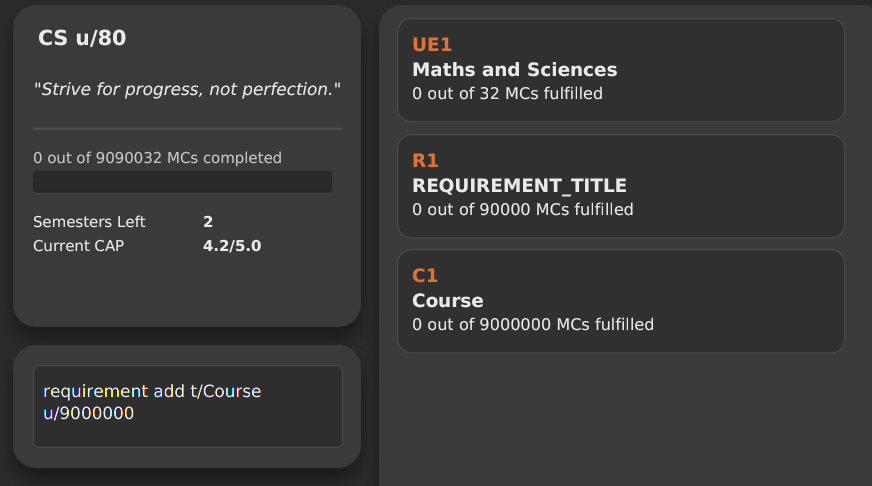 CS u/80
"Strive for progress, not perfection."
0 out of 9090032 MCs completed
Semesters Left 2
Current CAP 4.2/5.0
requirement add t/Course
u/9000000
UE1
Maths and Sciences
0 out of 32 MCs fulfilled
R1
REQUIREMENT_TITLE
0 out of 90000 MCs fulfilled
C1
Course
0 out of 9000000 MCs fulfilled